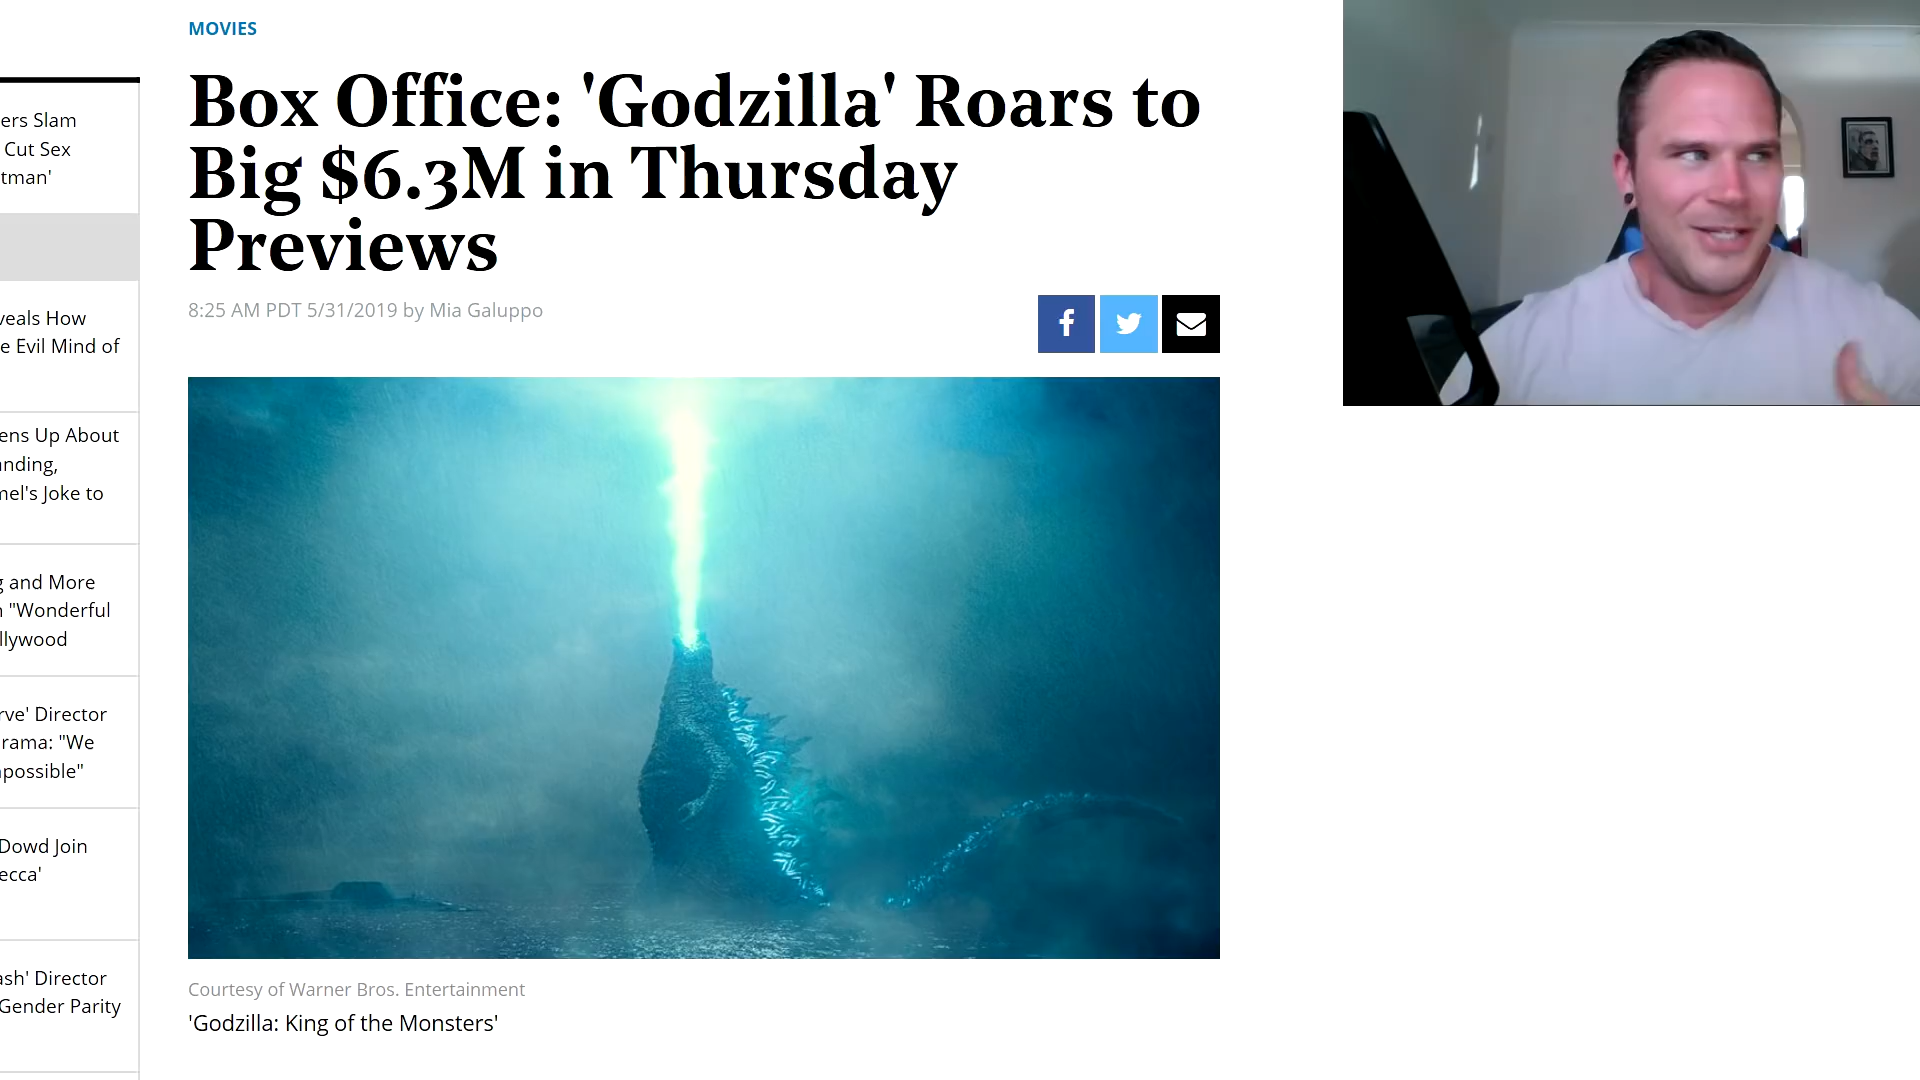 MOVIES
Box Office: 'Godzilla' Roars to
Big $6.3M in Thursday
Previews
8:25 AM PDT 5/31/2019 by Mia Galuppo
ers Slam
Cut Sex
tman'
veals How
e Evil Mind of
ens Up About
anding,
mel's Joke to
g and More
n "Wonderful
llywood
rve' Director
rama: "We
possible"
Dowd Join
ecca'
ash' Director
Gender Parity
Courtesy of Warner Bros. Entertainment
'Godzilla: King of the Monsters'